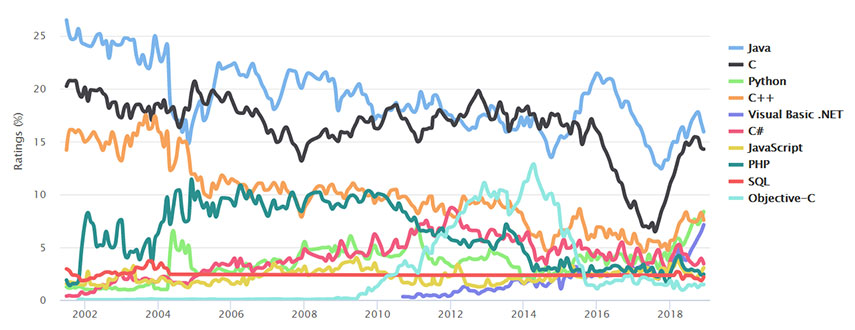 Ratings (%)
25
20
15
10
5
0
2002
2004
2006
2008
2010
2012
2014
2016
2018
Java
C
Python
C++
Visual Basic .NET
C#
JavaScript
PHP
SQL
Objective-C